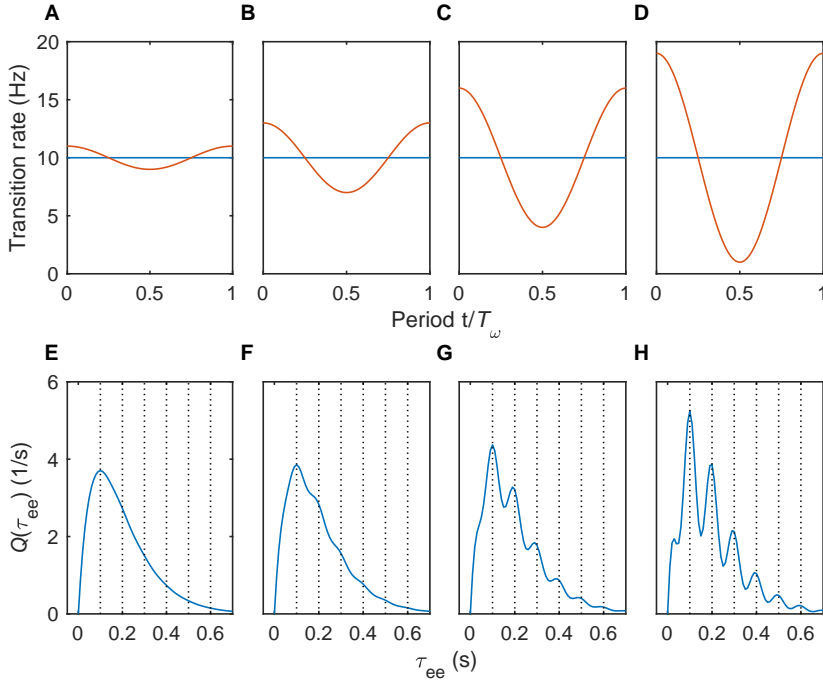 A B C D
Transition rate (Hz)
20
15
10
5
0
0 0.5 1 0 0.5 1 0 0.5 1 0 0.5 1
Period t/Tω
E F G H
Q(τee) (1/s)
6
4
2
0
0 0.2 0.4 0.6 0 0.2 0.4 0.6 0 0.2 0.4 0.6 0 0.2 0.4 0.6
τee (s)